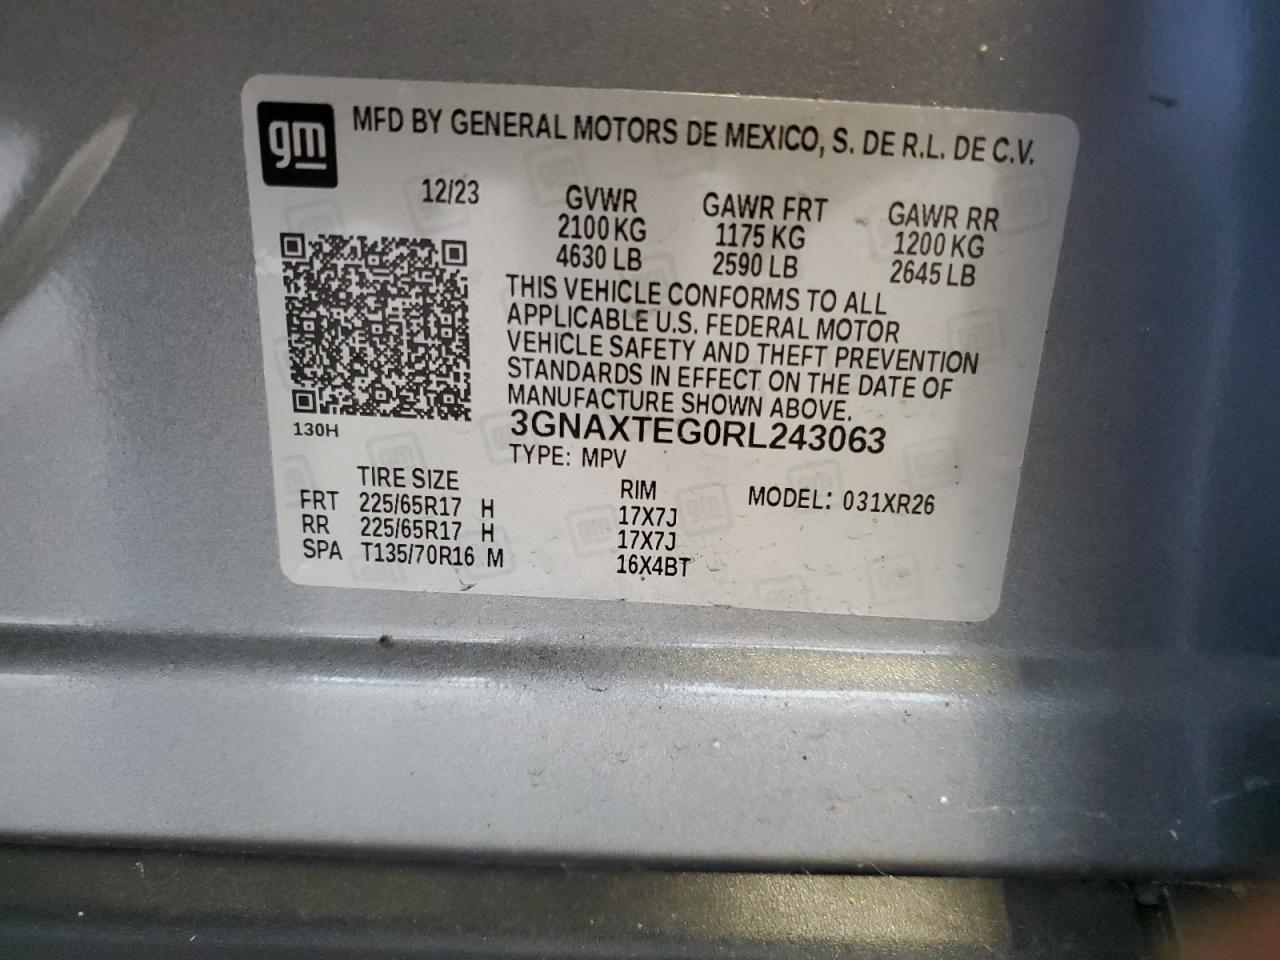 gm
MFD BY GENERAL MOTORS DE MEXICO, S. DE R.L. DE C.V.
12/23 GVWR GAWR FRT GAWR RR
2100 KG 1175 KG 1200 KG
4630 LB 2590 LB 2645 LB
THIS VEHICLE CONFORMS TO ALL
APPLICABLE U.S. FEDERAL MOTOR
VEHICLE SAFETY AND THEFT PREVENTION
STANDARDS IN EFFECT ON THE DATE OF
MANUFACTURE SHOWN ABOVE.
130H
3GNAXTEG0RL243063
TYPE: MPV
TIRE SIZE RIM MODEL: 031XR26
FRT 225/65R17 H 17X7J
RR 225/65R17 H 17X7J
SPA T135/70R16 M 16X4BT